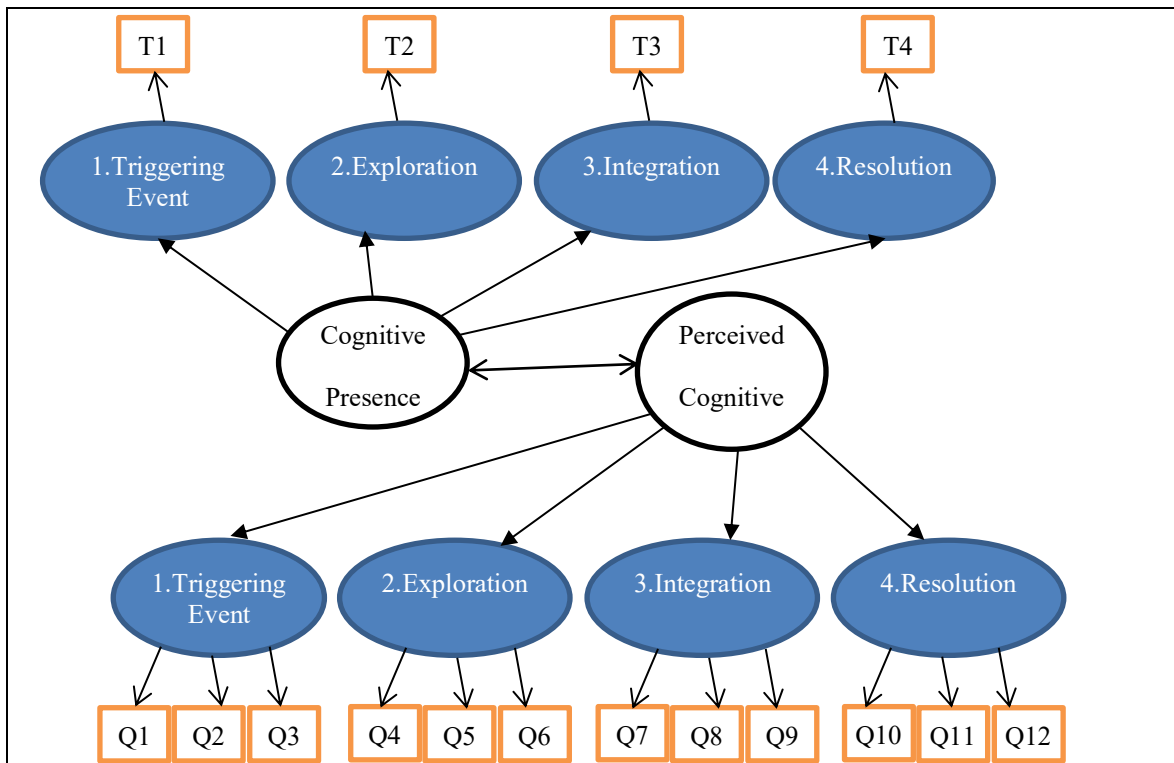 T1
T2
T3
T4
1.Triggering
Event
2.Exploration
3.Integration
4.Resolution
Cognitive
Presence
Perceived
Cognitive
1.Triggering
Event
2.Exploration
3.Integration
4.Resolution
Q1
Q2
Q3
Q4
Q5
Q6
Q7
Q8
Q9
Q10
Q11
Q12